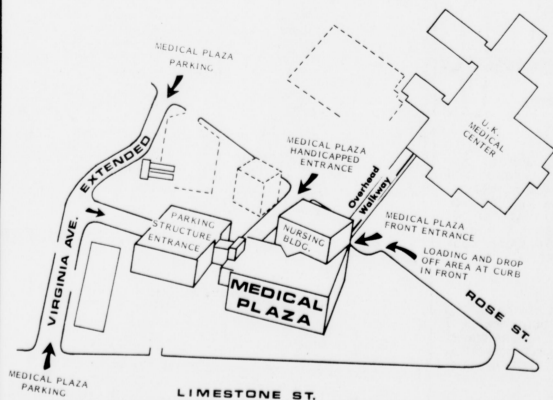 MEDICAL PLAZA
PARKING
U. K.
MEDICAL
CENTER
MEDICAL PLAZA
HANDICAPPED
ENTRANCE
EXTENDED
Overhead
Walkway
PARKING
STRUCTURE
ENTRANCE
NURSING
BLDG.
MEDICAL PLAZA
FRONT ENTRANCE
LOADING AND DROP
OFF AREA AT CURB
IN FRONT
VIRGINIA AVE.
MEDICAL
PLAZA
ROSE ST.
MEDICAL PLAZA
PARKING
LIMESTONE ST.